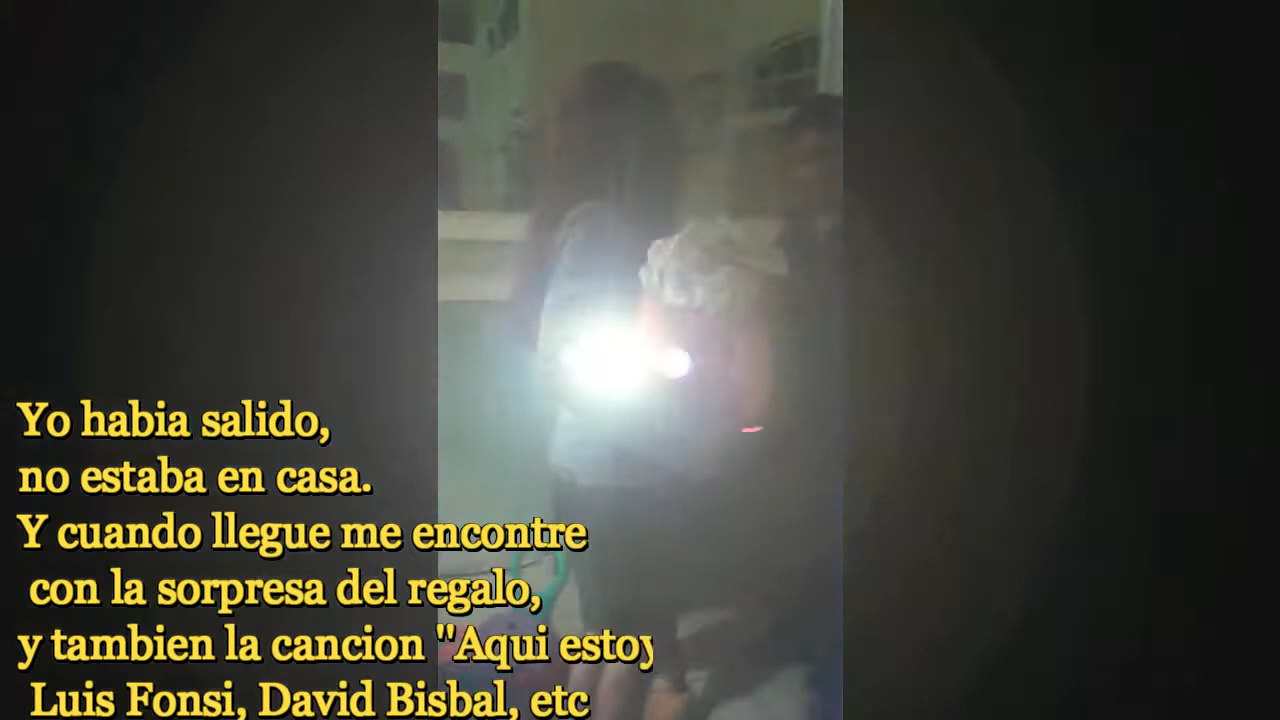 Yo habia salido,
no estaba en casa.
Y cuando llegue me encontre
con la sorpresa del regalo,
y tambien la cancion "Aqui estoy
Luis Fonsi, David Bisbal, etc